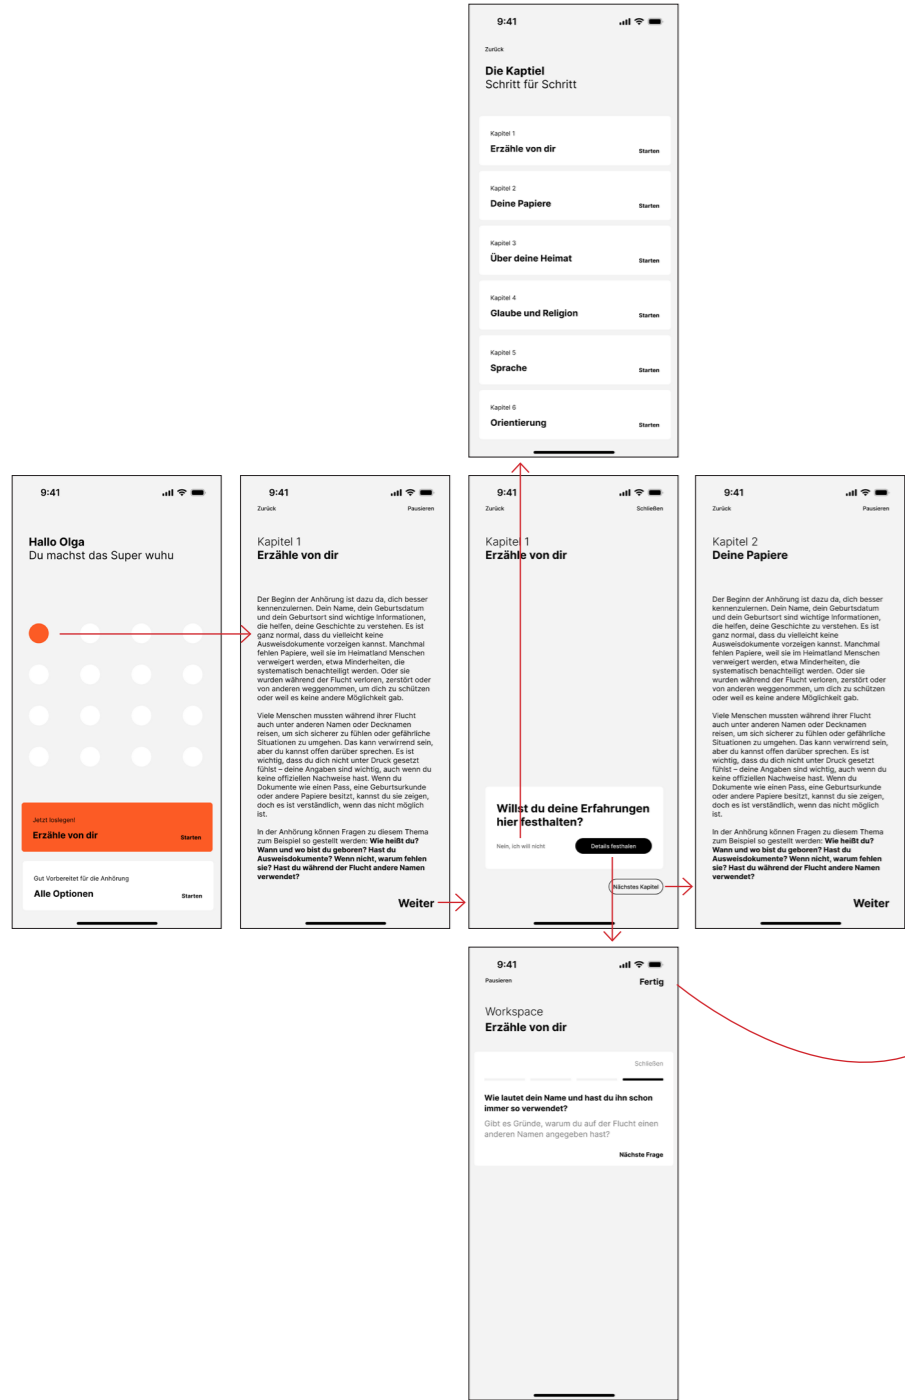 9:41
Zurück
Die Kaptiel
Schritt für Schritt
Kapitel 1
Erzähle von dir
Starten
Kapitel 2
Deine Papiere
Starten
Kapitel 3
Über deine Heimat
Starten
Kapitel 4
Glaube und Religion
Starten
Kapitel 5
Sprache
Starten
Kapitel 6
Orientierung
Starten
9:41
Hallo Olga
Du machst das Super wuhu
Jetzt loslegen!
Erzähle von dir
Starten
Gut Vorbereitet für die Anhörung
Alle Optionen
Starten
9:41
Zurück
Pausieren
Kapitel 1
Erzähle von dir
Der Beginn der Anhörung ist dazu da, dich besser
kennenzulernen. Dein Name, dein Geburtsdatum
und dein Geburtsort sind wichtige Informationen,
die helfen, deine Geschichte zu verstehen. Es ist
ganz normal, dass du vielleicht keine
Ausweisdokumente vorzeigen kannst. Manchmal
fehlen Papiere, weil sie im Heimatland Menschen
verweigert werden, etwa Minderheiten, die
systematisch benachteiligt werden. Oder sie
wurden während der Flucht verloren, zerstört oder
von anderen weggenommen, um dich zu schützen
oder weil es keine andere Möglichkeit gab.
Viele Menschen mussten während ihrer Flucht
auch unter anderen Namen oder Decknamen
reisen, um sich sicherer zu fühlen oder gefährliche
Situationen zu umgehen. Das kann verwirrend sein,
aber du kannst offen darüber sprechen. Es ist
wichtig, dass du dich nicht unter Druck gesetzt
fühlst – deine Angaben sind wichtig, auch wenn du
keine offiziellen Nachweise hast. Wenn du
Dokumente wie einen Pass, eine Geburtsurkunde
oder andere Papiere besitzt, kannst du sie zeigen,
doch es ist verständlich, wenn das nicht möglich
ist.
In der Anhörung können Fragen zu diesem Thema
zum Beispiel so gestellt werden: Wie heißt du?
Wann und wo bist du geboren? Hast du
Ausweisdokumente? Wenn nicht, warum fehlen
sie? Hast du während der Flucht andere Namen
verwendet?
Weiter
9:41
Zurück
Schließen
Kapitel 1
Erzähle von dir
Willst du deine Erfahrungen
hier festhalten?
Nein, ich will nicht
Details festhalten
Nächstes Kapitel
9:41
Zurück
Pausieren
Kapitel 2
Deine Papiere
Der Beginn der Anhörung ist dazu da, dich besser
kennenzulernen. Dein Name, dein Geburtsdatum
und dein Geburtsort sind wichtige Informationen,
die helfen, deine Geschichte zu verstehen. Es ist
ganz normal, dass du vielleicht keine
Ausweisdokumente vorzeigen kannst. Manchmal
fehlen Papiere, weil sie im Heimatland Menschen
verweigert werden, etwa Minderheiten, die
systematisch benachteiligt werden. Oder sie
wurden während der Flucht verloren, zerstört oder
von anderen weggenommen, um dich zu schützen
oder weil es keine andere Möglichkeit gab.
Viele Menschen mussten während ihrer Flucht
auch unter anderen Namen oder Decknamen
reisen, um sich sicherer zu fühlen oder gefährliche
Situationen zu umgehen. Das kann verwirrend sein,
aber du kannst offen darüber sprechen. Es ist
wichtig, dass du dich nicht unter Druck gesetzt
fühlst – deine Angaben sind wichtig, auch wenn du
keine offiziellen Nachweise hast. Wenn du
Dokumente wie einen Pass, eine Geburtsurkunde
oder andere Papiere besitzt, kannst du sie zeigen,
doch es ist verständlich, wenn das nicht möglich
ist.
In der Anhörung können Fragen zu diesem Thema
zum Beispiel so gestellt werden: Wie heißt du?
Wann und wo bist du geboren? Hast du
Ausweisdokumente? Wenn nicht, warum fehlen
sie? Hast du während der Flucht andere Namen
verwendet?
Weiter
9:41
Pausieren
Fertig
Workspace
Erzähle von dir
Schließen
Wie lautet dein Name und hast du ihn schon
immer so verwendet?
Gibt es Gründe, warum du auf der Flucht einen
anderen Namen angegeben hast?
Nächste Frage